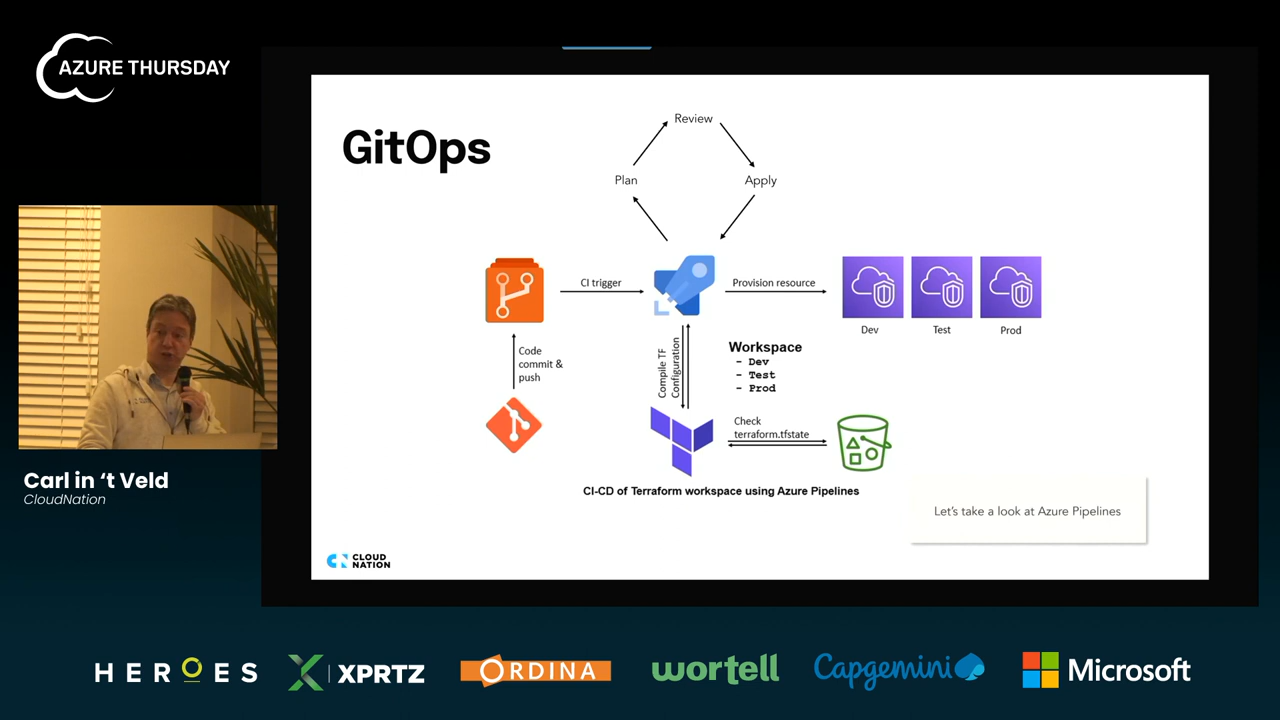 AZURE THURSDAY
GitOps
Review
Plan
Apply
CI trigger
Provision resource
Dev
Test
Prod
Code
commit &
push
Compile TF
Configuration
Workspace
- Dev
- Test
- Prod
Check
terraform.tfstate
CI-CD of Terraform workspace using Azure Pipelines
Let's take a look at Azure Pipelines
CLOUD
NATION
Carl in ‘t Veld
CloudNation
HEROES
XPRTZ
ORDINA
wortell
Capgemini
Microsoft